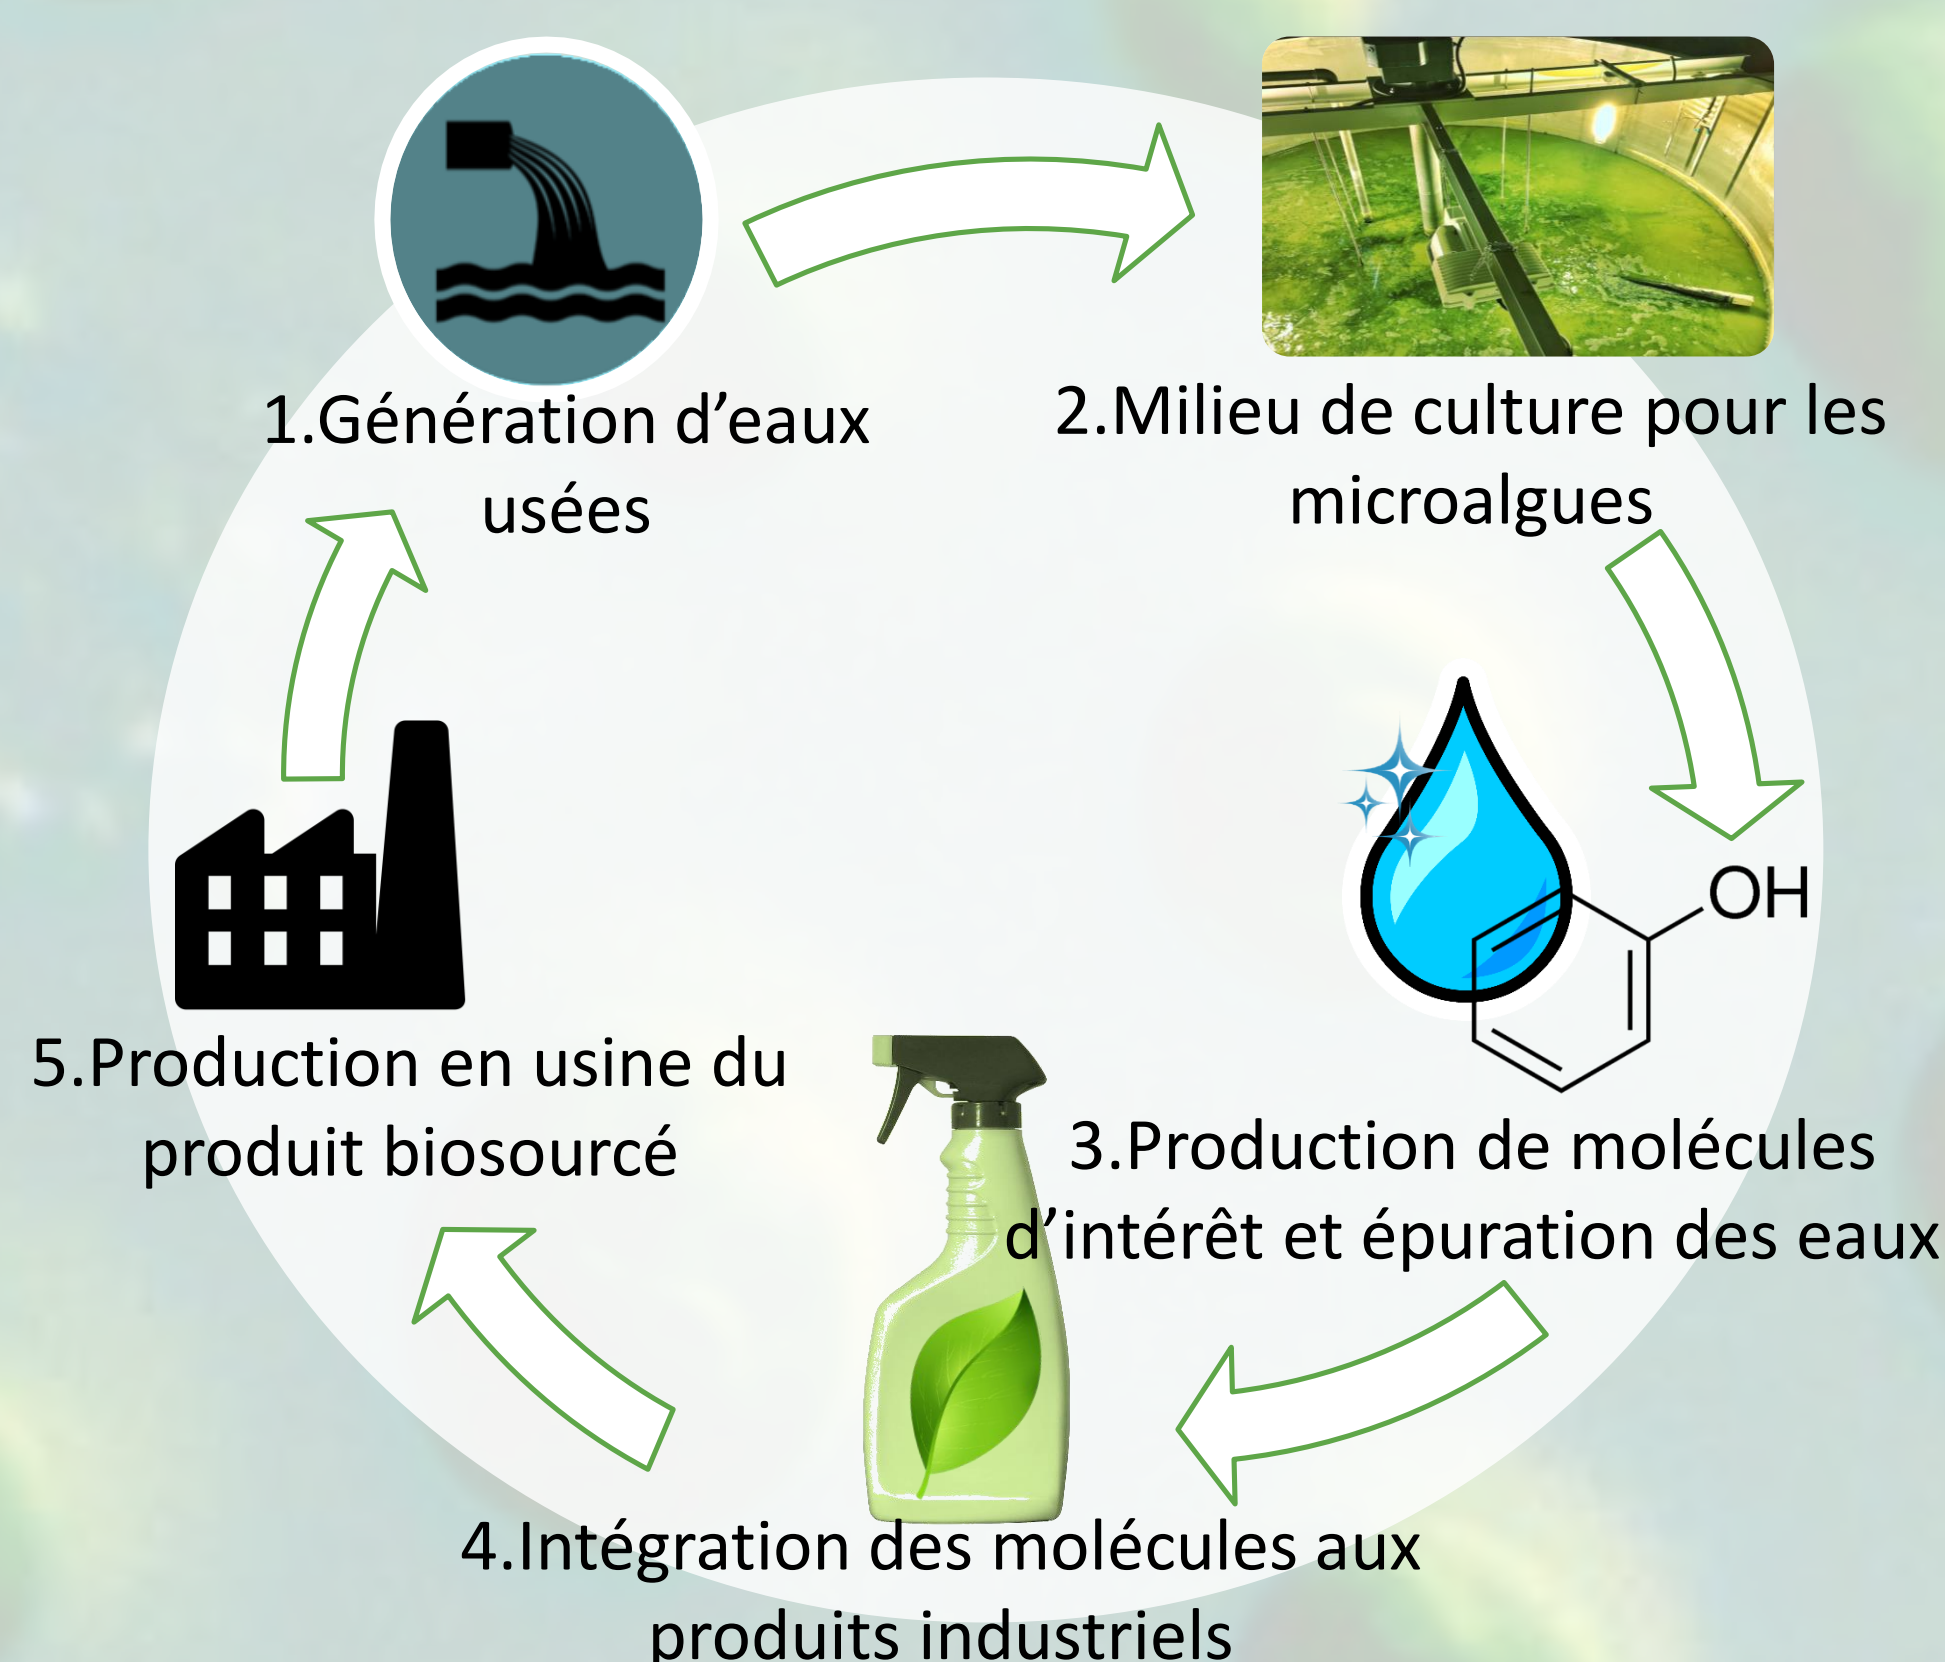 1.Génération d’eaux
usées
2.Milieu de culture pour les
microalgues
OH
3.Production de molécules
d’intérêt et épuration des eaux
4.Intégration des molécules aux
produits industriels
5.Production en usine du
produit biosourcé